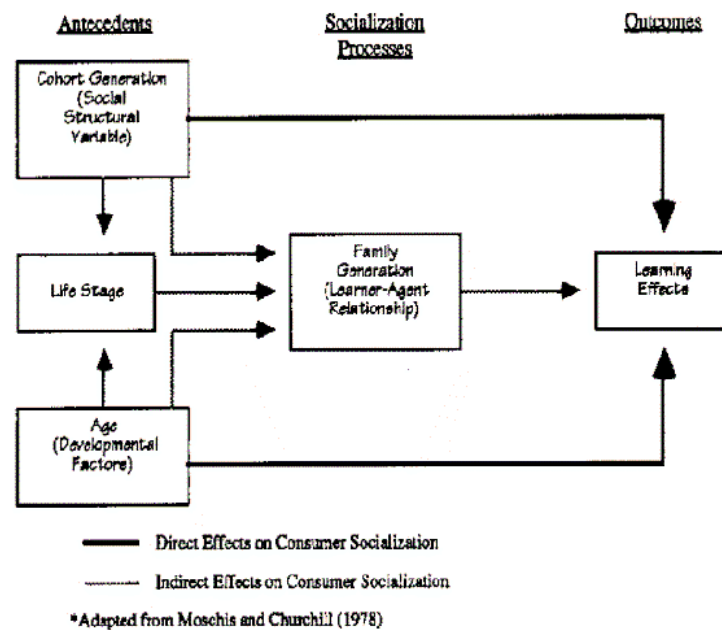 Antecedents
Socialization
Processes
Outcomes
Cohort Generation
(Social
Structural
Variable)
Life Stage
Age
(Developmental
Factors)
Family
Generation
(Learner-Agent
Relationship)
Learning
Effects
Direct Effects on Consumer Socialization
Indirect Effects on Consumer Socialization
*Adapted from Moschis and Churchill (1978)